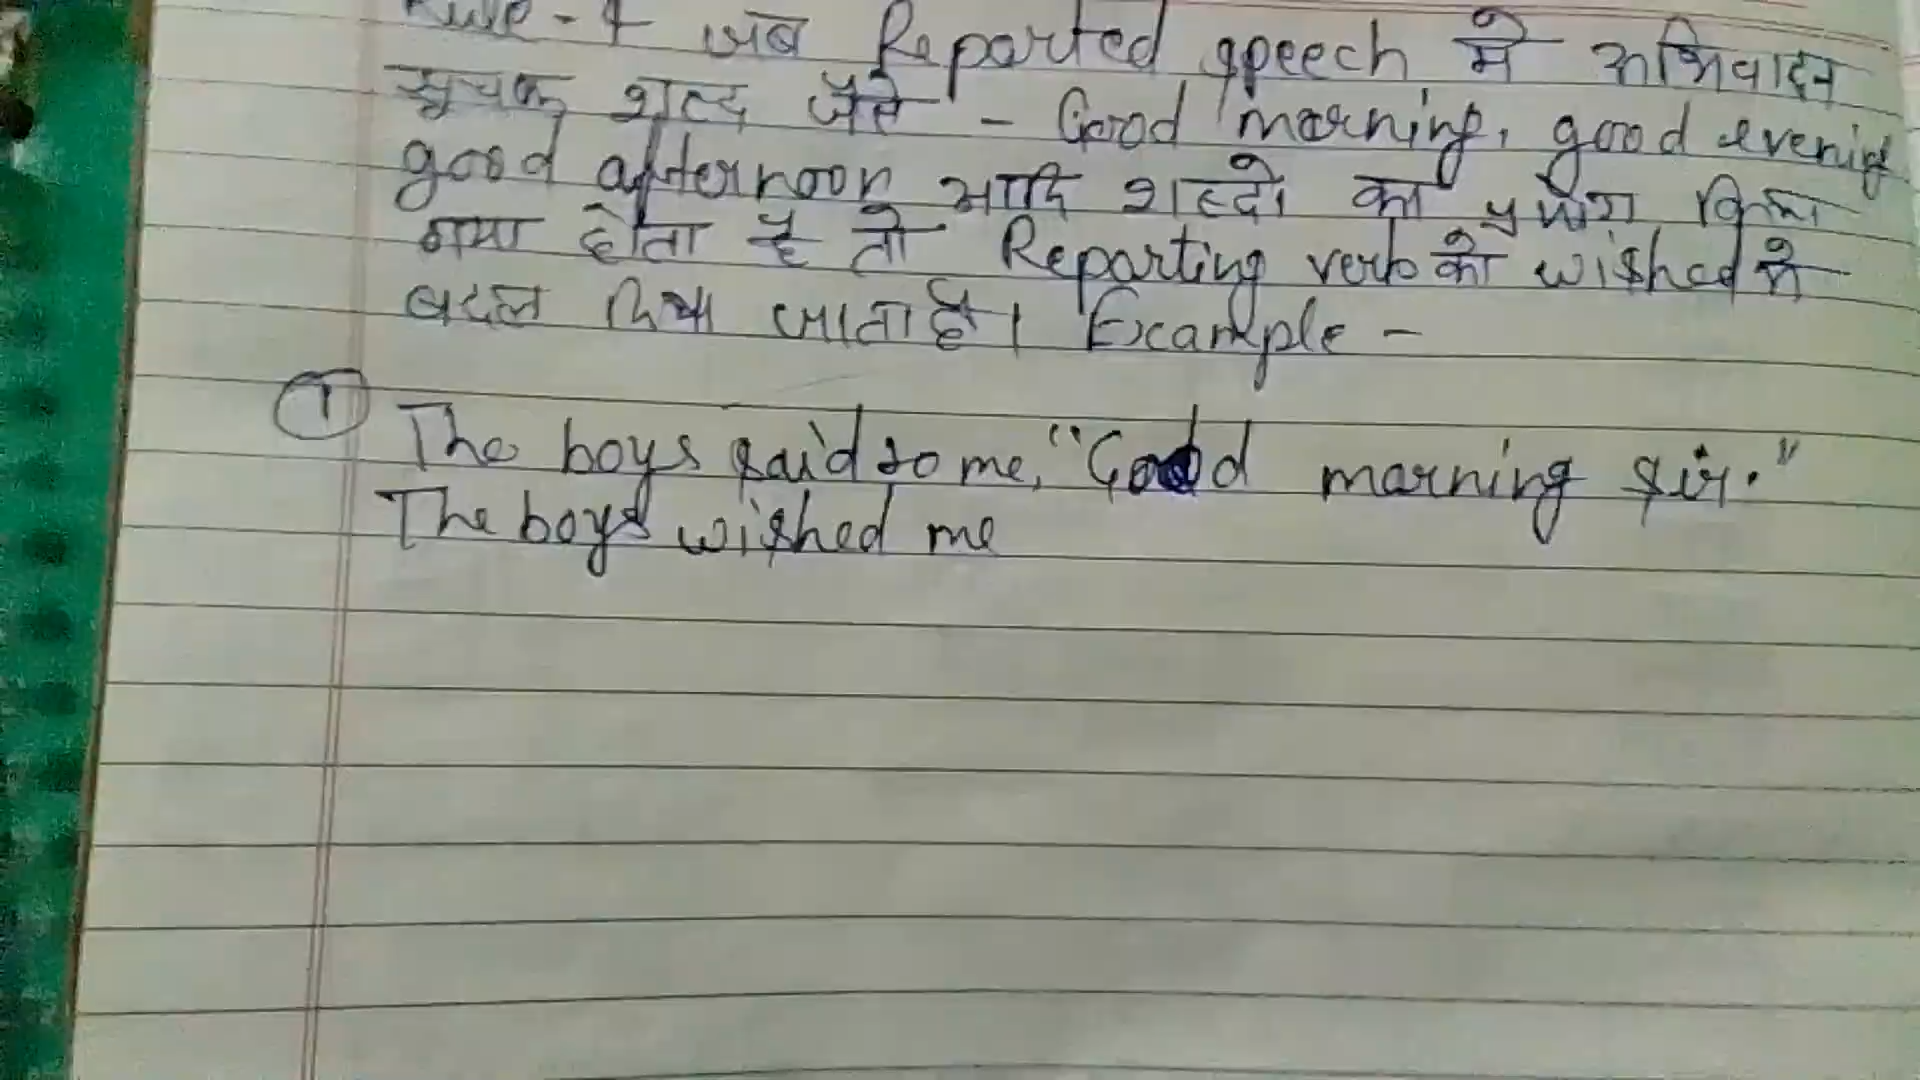 Rule - 4 जब Reported speech मे अभिवादन
सूचक शब्द जैसे - Good morning, good evening
good afternoon आदि शब्दो का प्रयोग किया
गया होता है तो Reporting verb को wished मे
बदल दिया जाता है। Example -
① The boys said to me, "Good morning sir."
The boys wished me